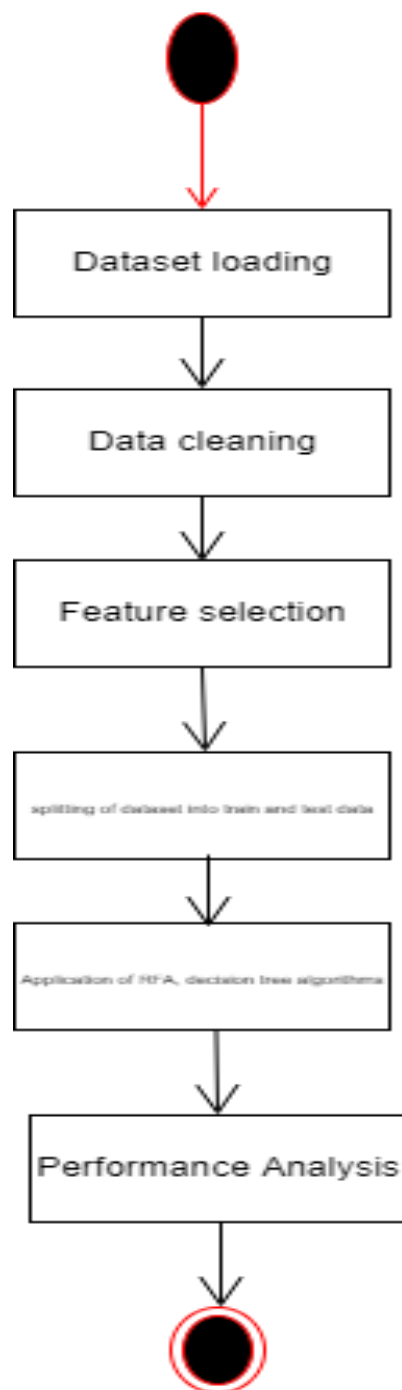 Dataset loading
Data cleaning
Feature selection
splitting of dataset into train and test data
Application of RFA, decision tree algorithms
Performance Analysis